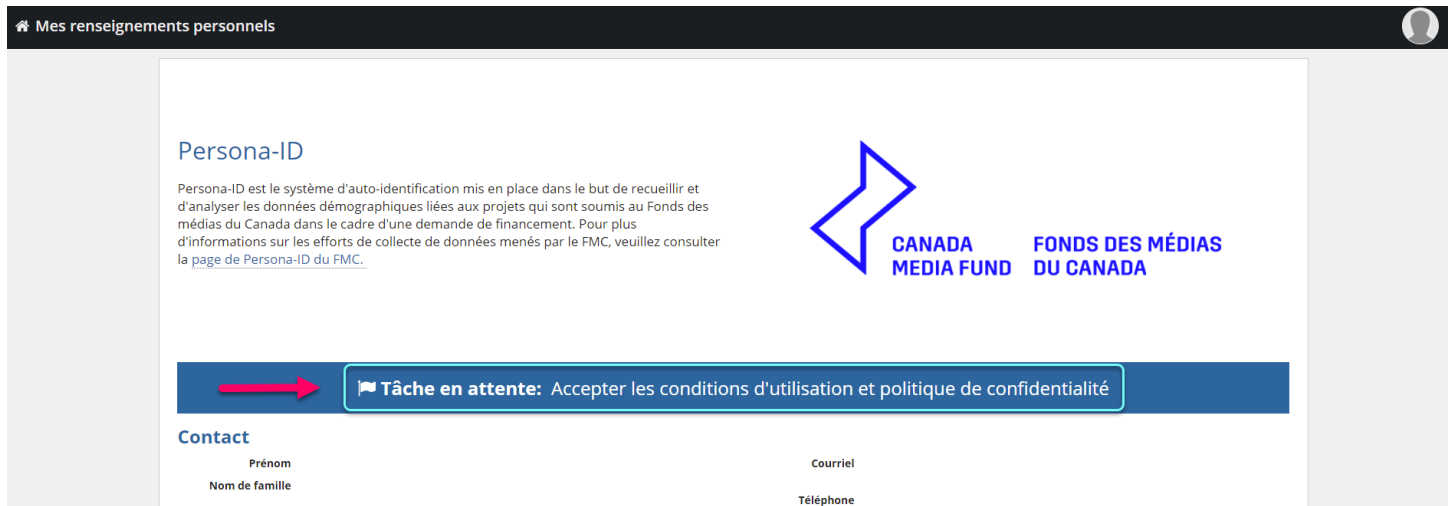 Mes renseignements personnels
Persona-ID
Persona-ID est le système d'auto-identification mis en place dans le but de recueillir et
d'analyser les données démographiques liées aux projets qui sont soumis au Fonds des
médias du Canada dans le cadre d'une demande de financement. Pour plus
d'informations sur les efforts de collecte de données menés par le FMC, veuillez consulter
la page de Persona-ID du FMC.
CANADA
MEDIA FUND
FONDS DES MÉDIAS
DU CANADA
Tâche en attente: Accepter les conditions d'utilisation et politique de confidentialité
Contact
Prénom
Nom de famille
Courriel
Téléphone